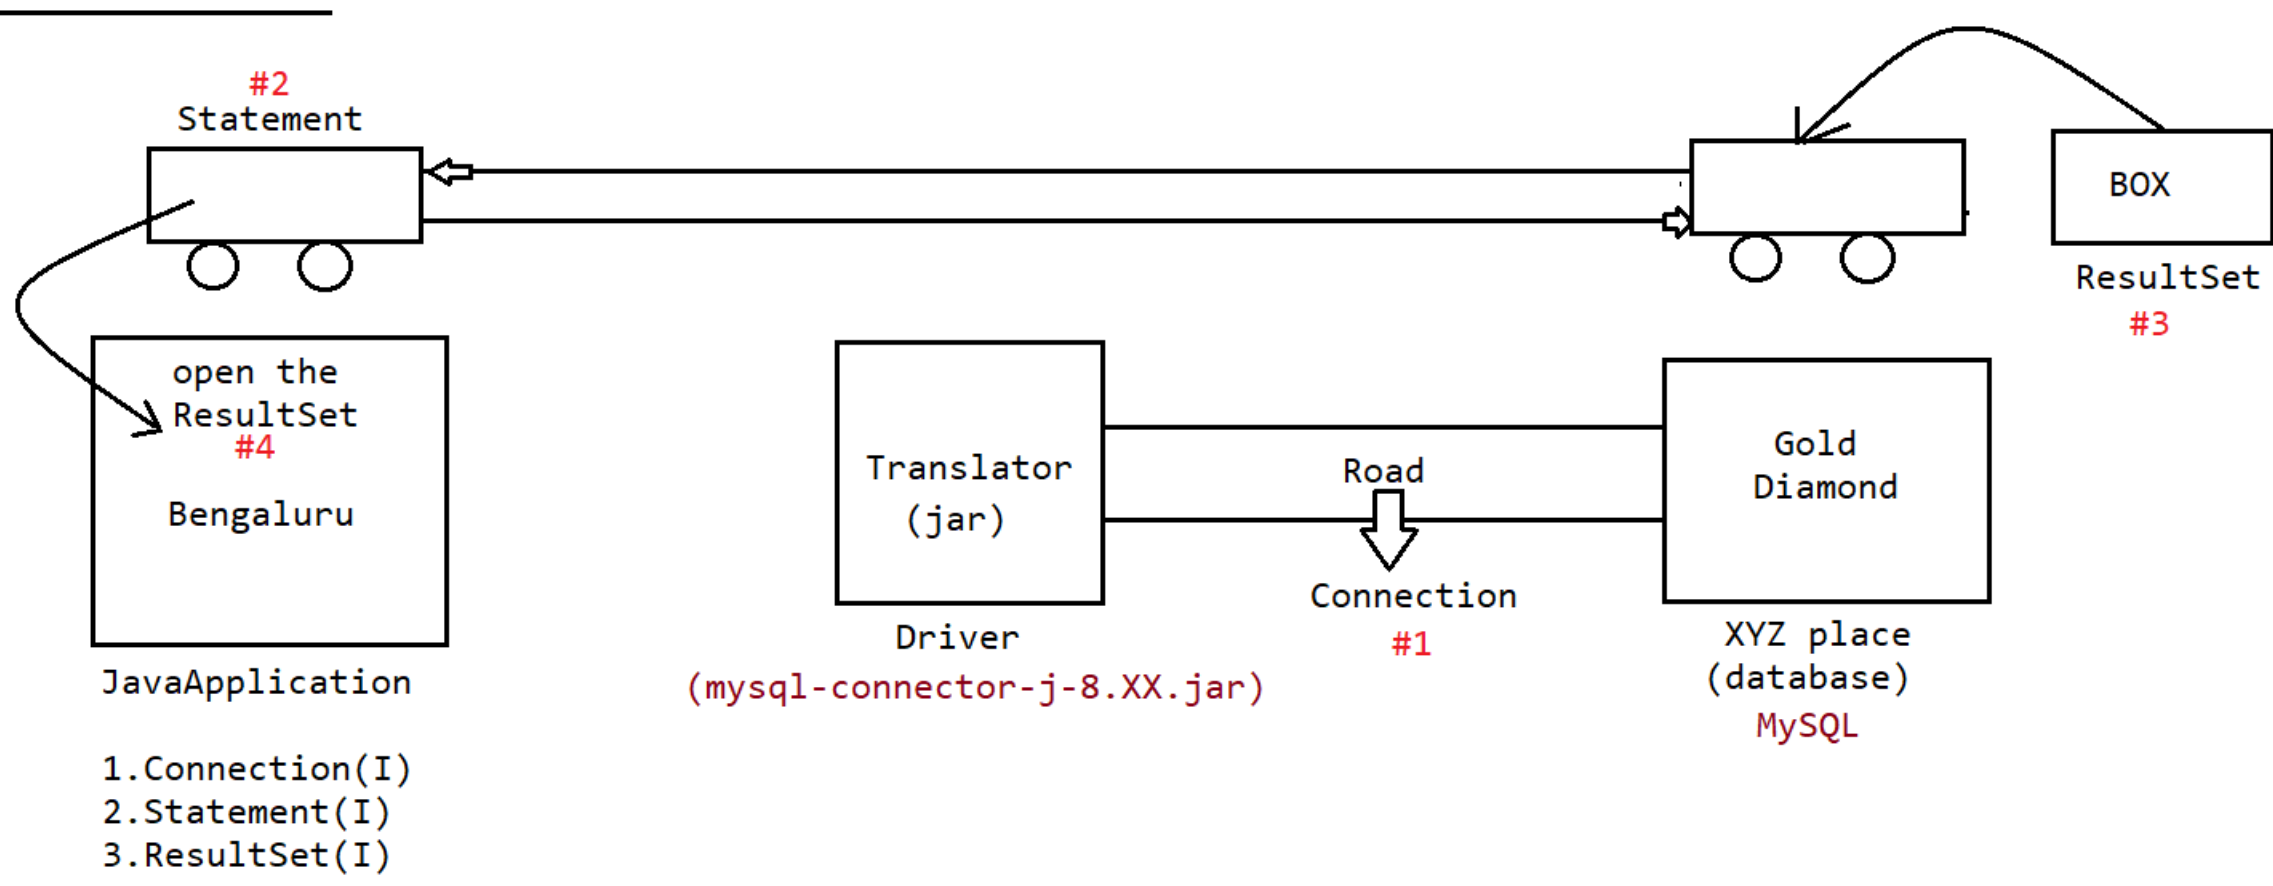 #2
Statement
BOX
ResultSet
#3
open the
ResultSet
#4
Bengaluru
JavaApplication
Translator
(jar)
Driver
(mysql-connector-j-8.XX.jar)
Road
Connection
#1
Gold
Diamond
XYZ place
(database)
MySQL
1.Connection(I)
2.Statement(I)
3.ResultSet(I)